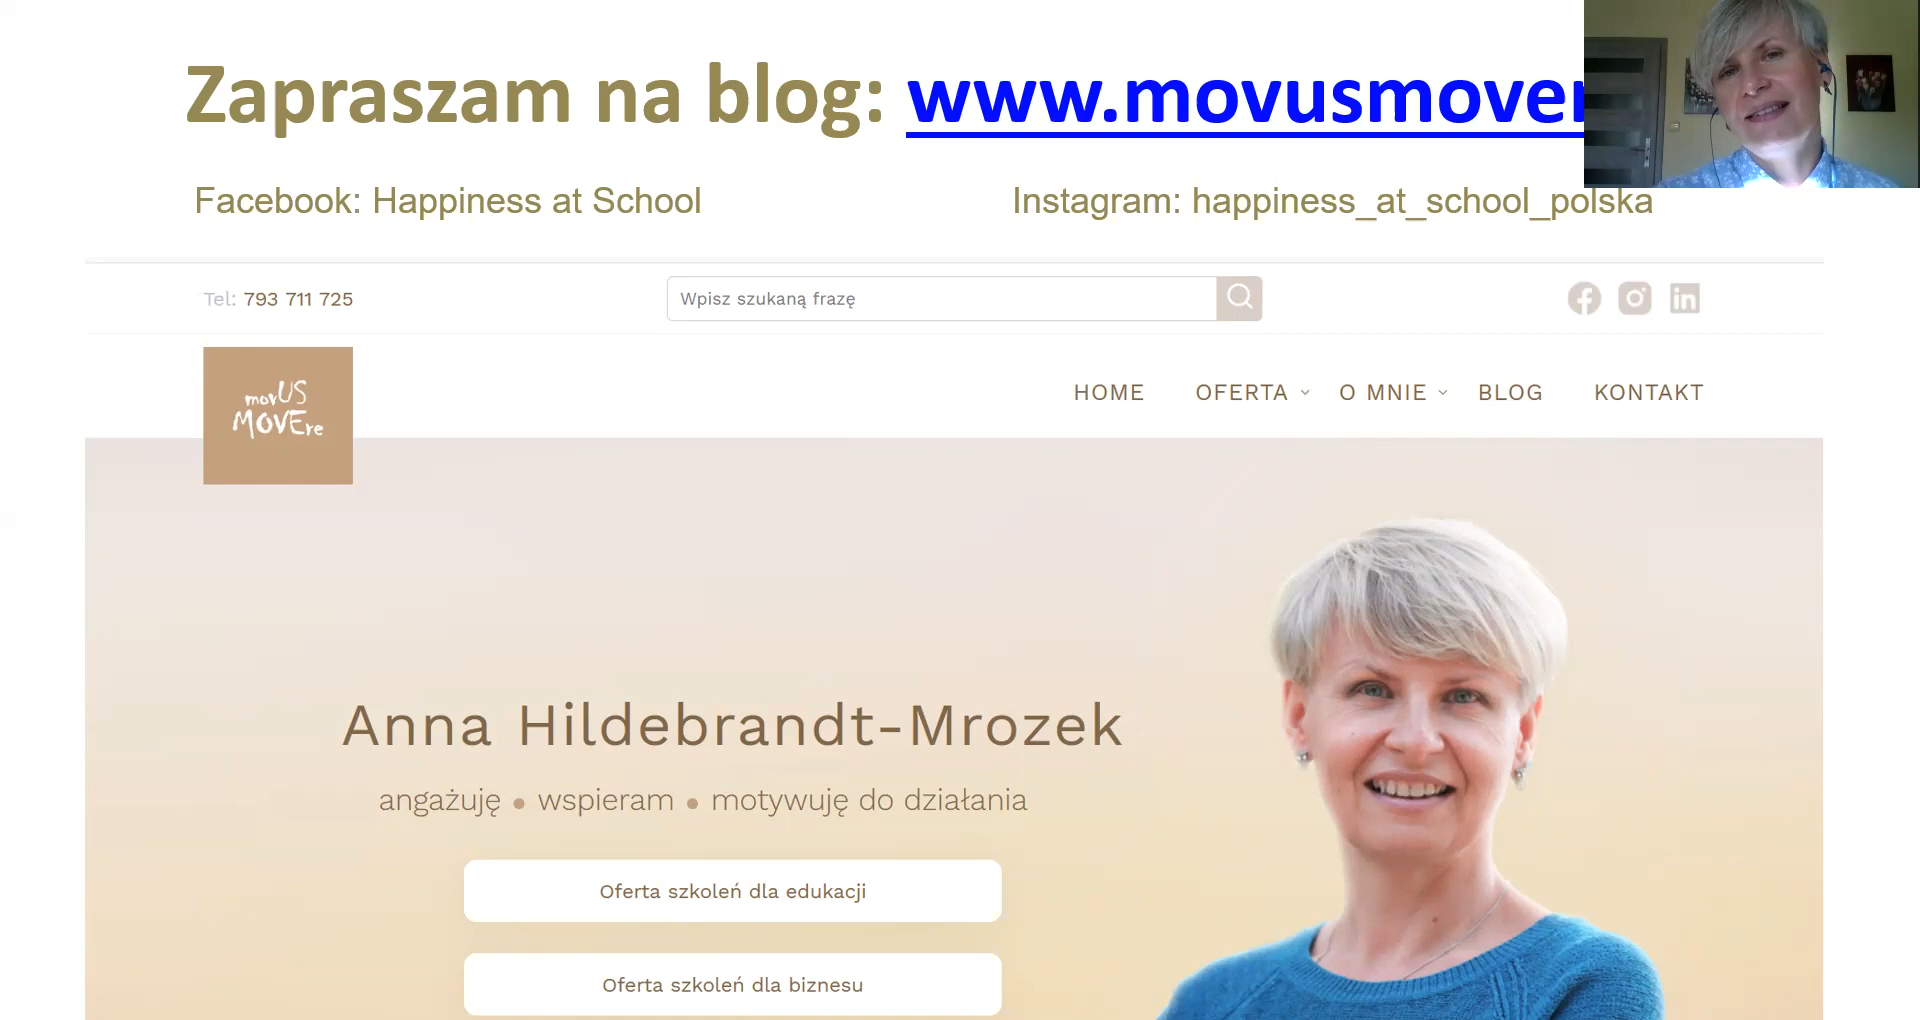 Zapraszam na blog: www.movusmover
Facebook: Happiness at School
Instagram: happiness_at_school_polska
Tel: 793 711 725
Wpisz szukaną frazę
movUS
MOVEre
HOME OFERTA O MNIE BLOG KONTAKT
Anna Hildebrandt-Mrozek
angażuję • wspieram • motywuję do działania
Oferta szkoleń dla edukacji
Oferta szkoleń dla biznesu